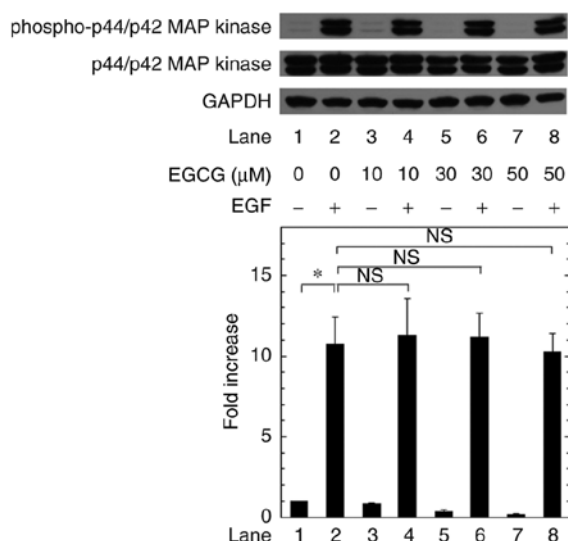 phospho-p44/p42 MAP kinase
p44/p42 MAP kinase
GAPDH
Lane 1 2 3 4 5 6 7 8
EGCG (μM) 0 0 10 10 30 30 50 50
EGF – + – + – + – +
NS
NS
* NS
15
10
5
0
Fold increase
Lane 1 2 3 4 5 6 7 8